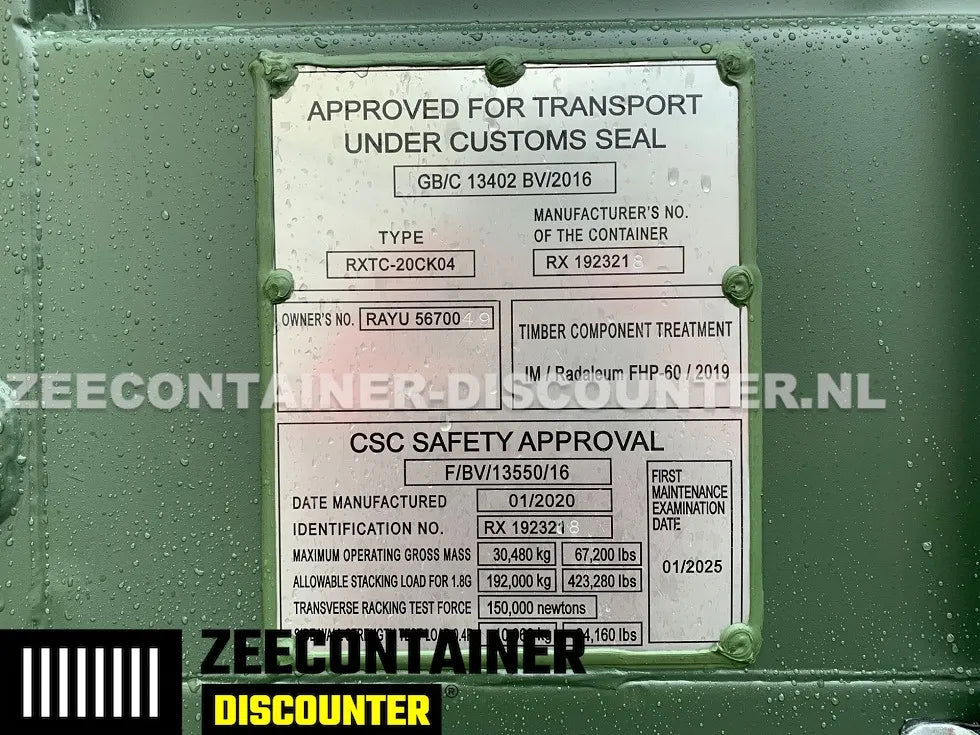 APPROVED FOR TRANSPORT
UNDER CUSTOMS SEAL
GB/C 13402 BV/2016
TYPE
RXTC-20CK04
MANUFACTURER'S NO.
OF THE CONTAINER
RX 1923218
OWNER'S NO. RAYU 5670049
TIMBER COMPONENT TREATMENT
IM / Radaleum FHP-60 / 2019
ZEECONTAINER-DISCOUNTER.NL
CSC SAFETY APPROVAL
F/BV/13550/16
DATE MANUFACTURED 01/2020
IDENTIFICATION NO. RX 1923218
MAXIMUM OPERATING GROSS MASS 30,480 kg 67,200 lbs
ALLOWABLE STACKING LOAD FOR 1.8G 192,000 kg 423,280 lbs
TRANSVERSE RACKING TEST FORCE 150,000 newtons
lbs
FIRST
MAINTENANCE
EXAMINATION
DATE
01/2025
ZEECONTAINER
DISCOUNTER®